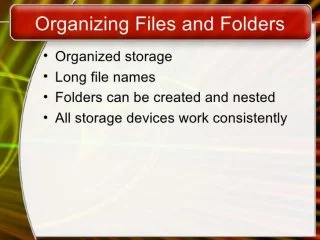 Organizing Files and Folders
• Organized storage
• Long file names
• Folders can be created and nested
• All storage devices work consistently